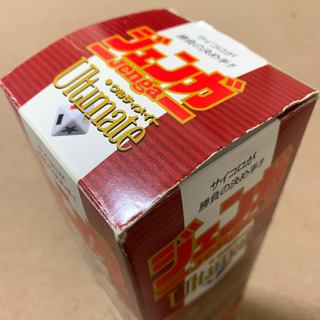 サイコロが
勝負の決め手!!
ジェンガ
Jenga
アルティメイト
Ultimate
サイコロが
勝負の決め手!!
ジェンガ
Ultimate